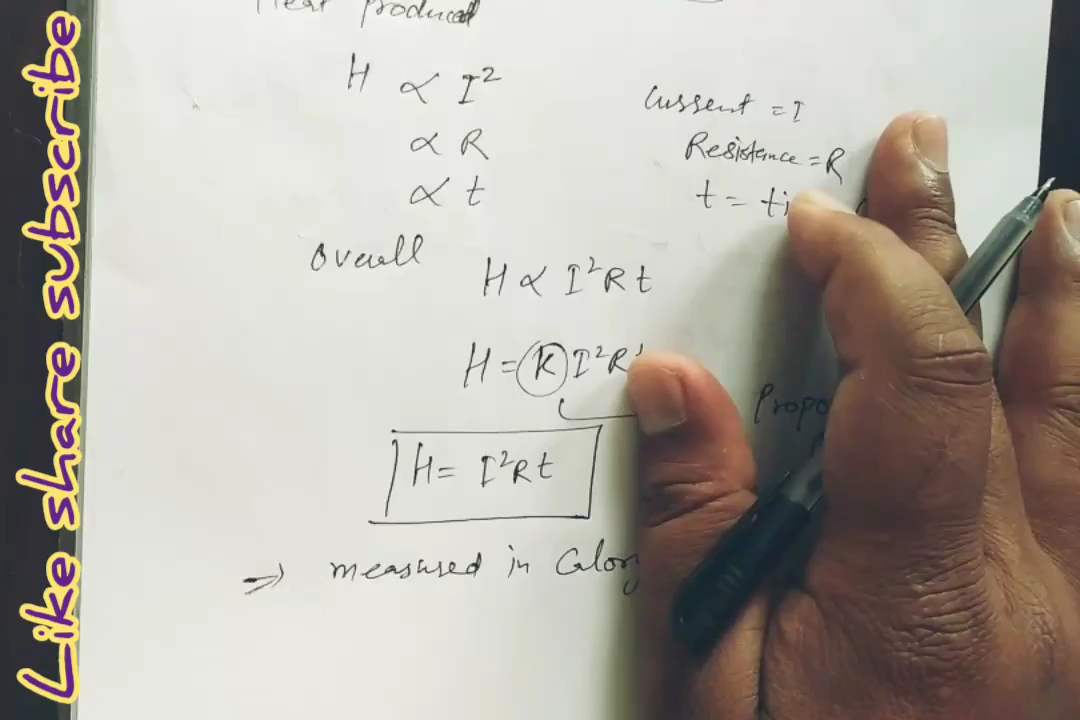 Heat produced
H ∝ I²
∝ R
∝ t
Current = I
Resistance = R
t = ti
Overall
H ∝ I²Rt
H = K I²R
Propo
H = I²Rt
⇒ measured in Calor
Like share subscribe